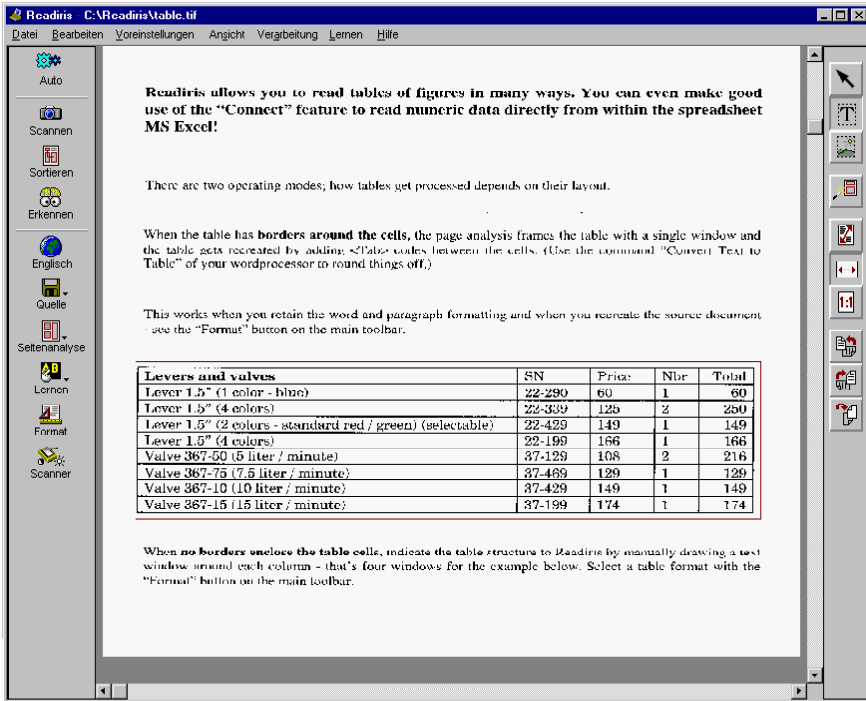 Readiris - C:\Readiris\table.tif
Datei Bearbeiten Voreinstellungen Ansicht Verarbeitung Lernen Hilfe
Auto
Scannen
Sortieren
Erkennen
Englisch
Quelle
Seitenanalyse
Lernen
Format
Scanner
Readiris allows you to read tables of figures in many ways. You can even make good
use of the "Connect" feature to read numeric data directly from within the spreadsheet
MS Excel!
There are two operating modes; how tables get processed depends on their layout.
When the table has borders around the cells, the page analysis frames the table with a single window and
the table gets recreated by adding <Tab> codes between the cells. (Use the command "Convert Text to
Table" of your wordprocessor to round things off.)
This works when you retain the word and paragraph formatting and when you recreate the source document
- see the "Format" button on the main toolbar.
Levers and valves SN Price Nbr Total
Lever 1.5" (1 color - blue) 22-290 60 1 60
Lever 1.5" (4 colors) 22-339 125 2 250
Lever 1.5" (2 colors - standard red / green) (selectable) 22-429 149 1 149
Lever 1.5" (4 colors) 22-199 166 1 166
Valve 367-50 (5 liter / minute) 37-129 108 2 216
Valve 367-75 (7.5 liter / minute) 37-469 129 1 129
Valve 367-10 (10 liter / minute) 37-429 149 1 149
Valve 367-15 (15 liter / minute) 37-199 174 1 174
When no borders enclose the table cells, indicate the table structure to Readiris by manually drawing a text
window around each column - that's four windows for the example below. Select a table format with the
"Format" button on the main toolbar.
T
1:1